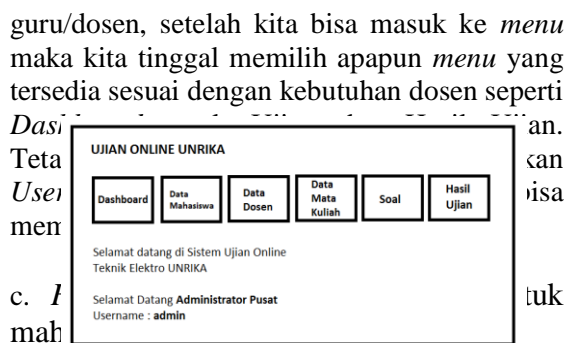 guru/dosen, setelah kita bisa masuk ke menu
maka kita tinggal memilih apapun menu yang
tersedia sesuai dengan kebutuhan dosen seperti
UJIAN ONLINE UNRIKA
Dashboard
Data Mahasiswa
Data Dosen
Data Mata Kuliah
Soal
Hasil Ujian
Selamat datang di Sistem Ujian Online
Teknik Elektro UNRIKA
Selamat Datang Administrator Pusat
Username : admin
c.